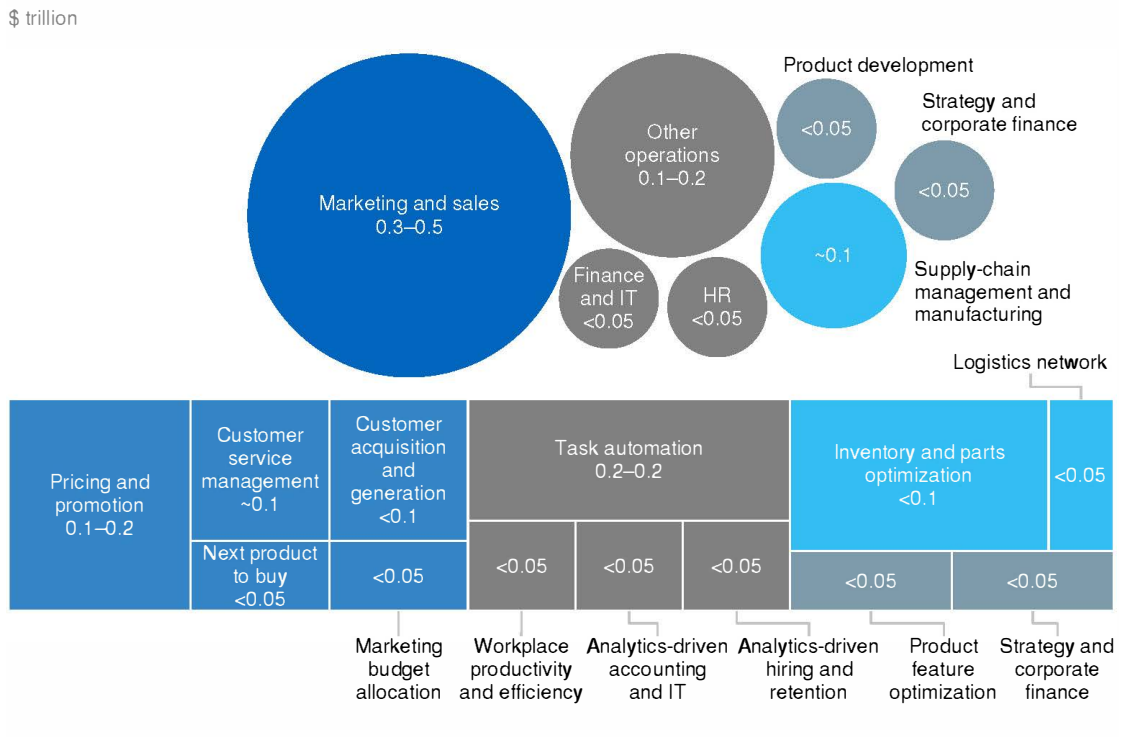 $ trillion
Product development
<0.05
Strategy and
corporate finance
<0.05
Other
operations
0.1–0.2
Marketing and sales
0.3–0.5
~0.1
Supply-chain
management and
manufacturing
Finance
and IT
<0.05
HR
<0.05
Logistics network
Pricing and
promotion
0.1–0.2
Customer
service
management
~0.1
Customer
acquisition
and
generation
<0.1
Task automation
0.2–0.2
Inventory and parts
optimization
<0.1
<0.05
Next product
to buy
<0.05
<0.05
<0.05
<0.05
<0.05
<0.05
<0.05
Marketing
budget
allocation
Workplace
productivity
and efficiency
Analytics-driven
accounting
and IT
Analytics-driven
hiring and
retention
Product
feature
optimization
Strategy and
corporate
finance